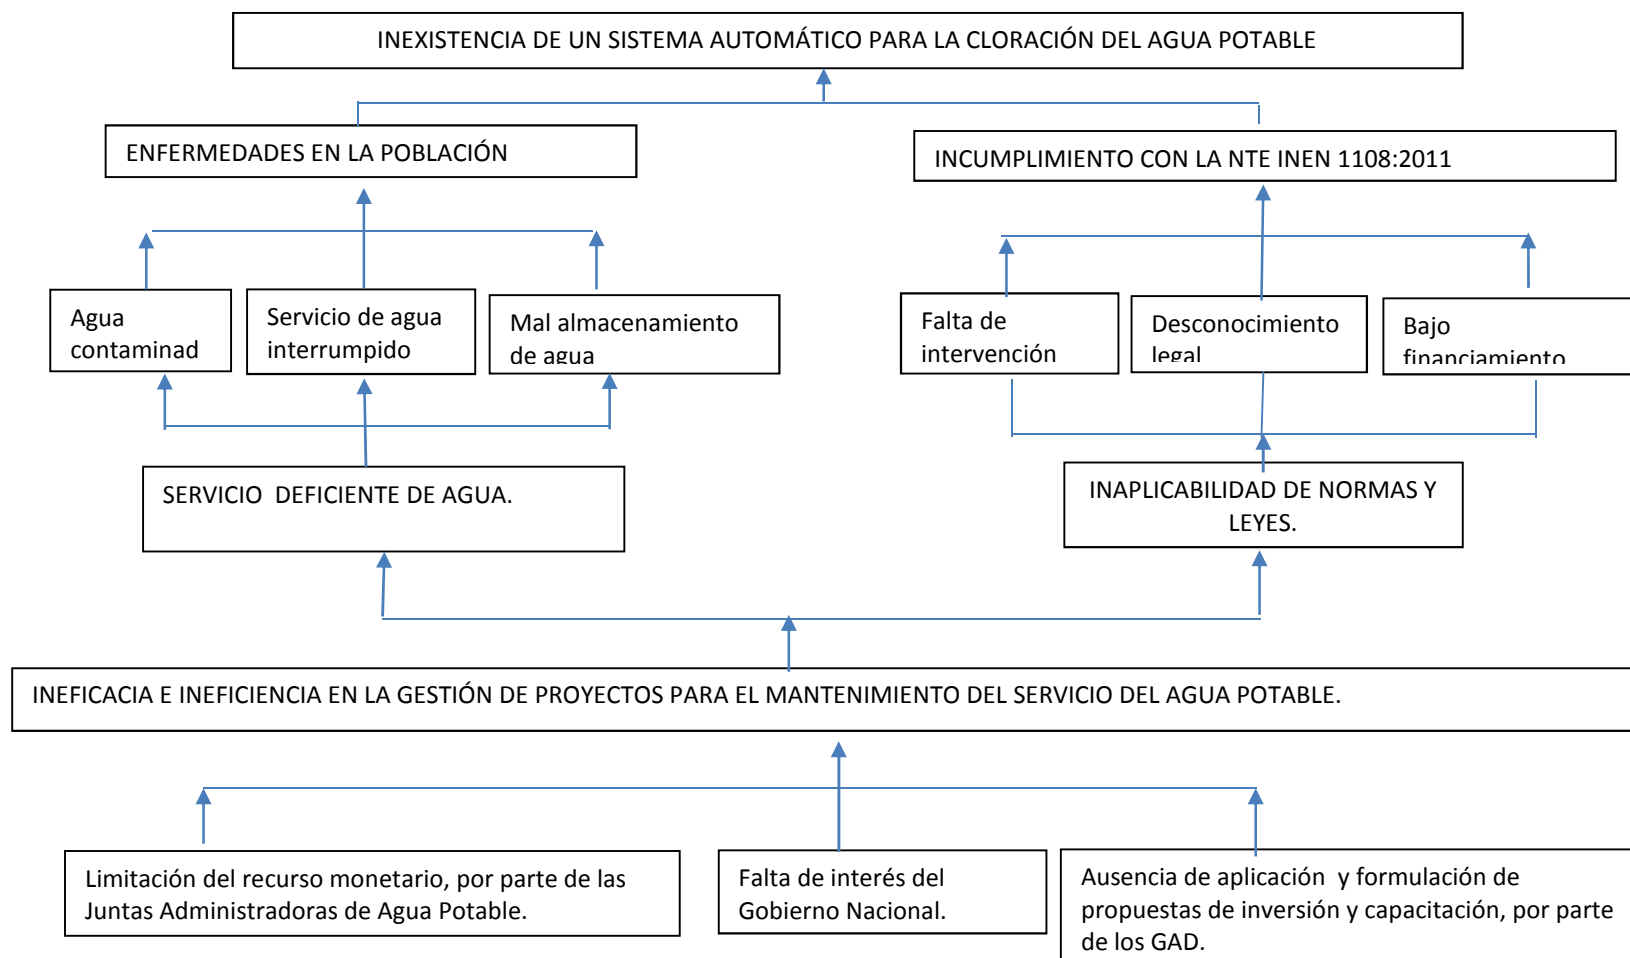 INEXISTENCIA DE UN SISTEMA AUTOMÁTICO PARA LA CLORACIÓN DEL AGUA POTABLE
ENFERMEDADES EN LA POBLACIÓN
INCUMPLIMIENTO CON LA NTE INEN 1108:2011
Agua
contaminad
Servicio de agua
interrumpido
Mal almacenamiento
de agua
Falta de
intervención
Desconocimiento
legal
Bajo
financiamiento
SERVICIO  DEFICIENTE DE AGUA.
INAPLICABILIDAD DE NORMAS Y
LEYES.
INEFICACIA E INEFICIENCIA EN LA GESTIÓN DE PROYECTOS PARA EL MANTENIMIENTO DEL SERVICIO DEL AGUA POTABLE.
Limitación del recurso monetario, por parte de las
Juntas Administradoras de Agua Potable.
Falta de interés del
Gobierno Nacional.
Ausencia de aplicación  y formulación de
propuestas de inversión y capacitación, por parte
de los GAD.